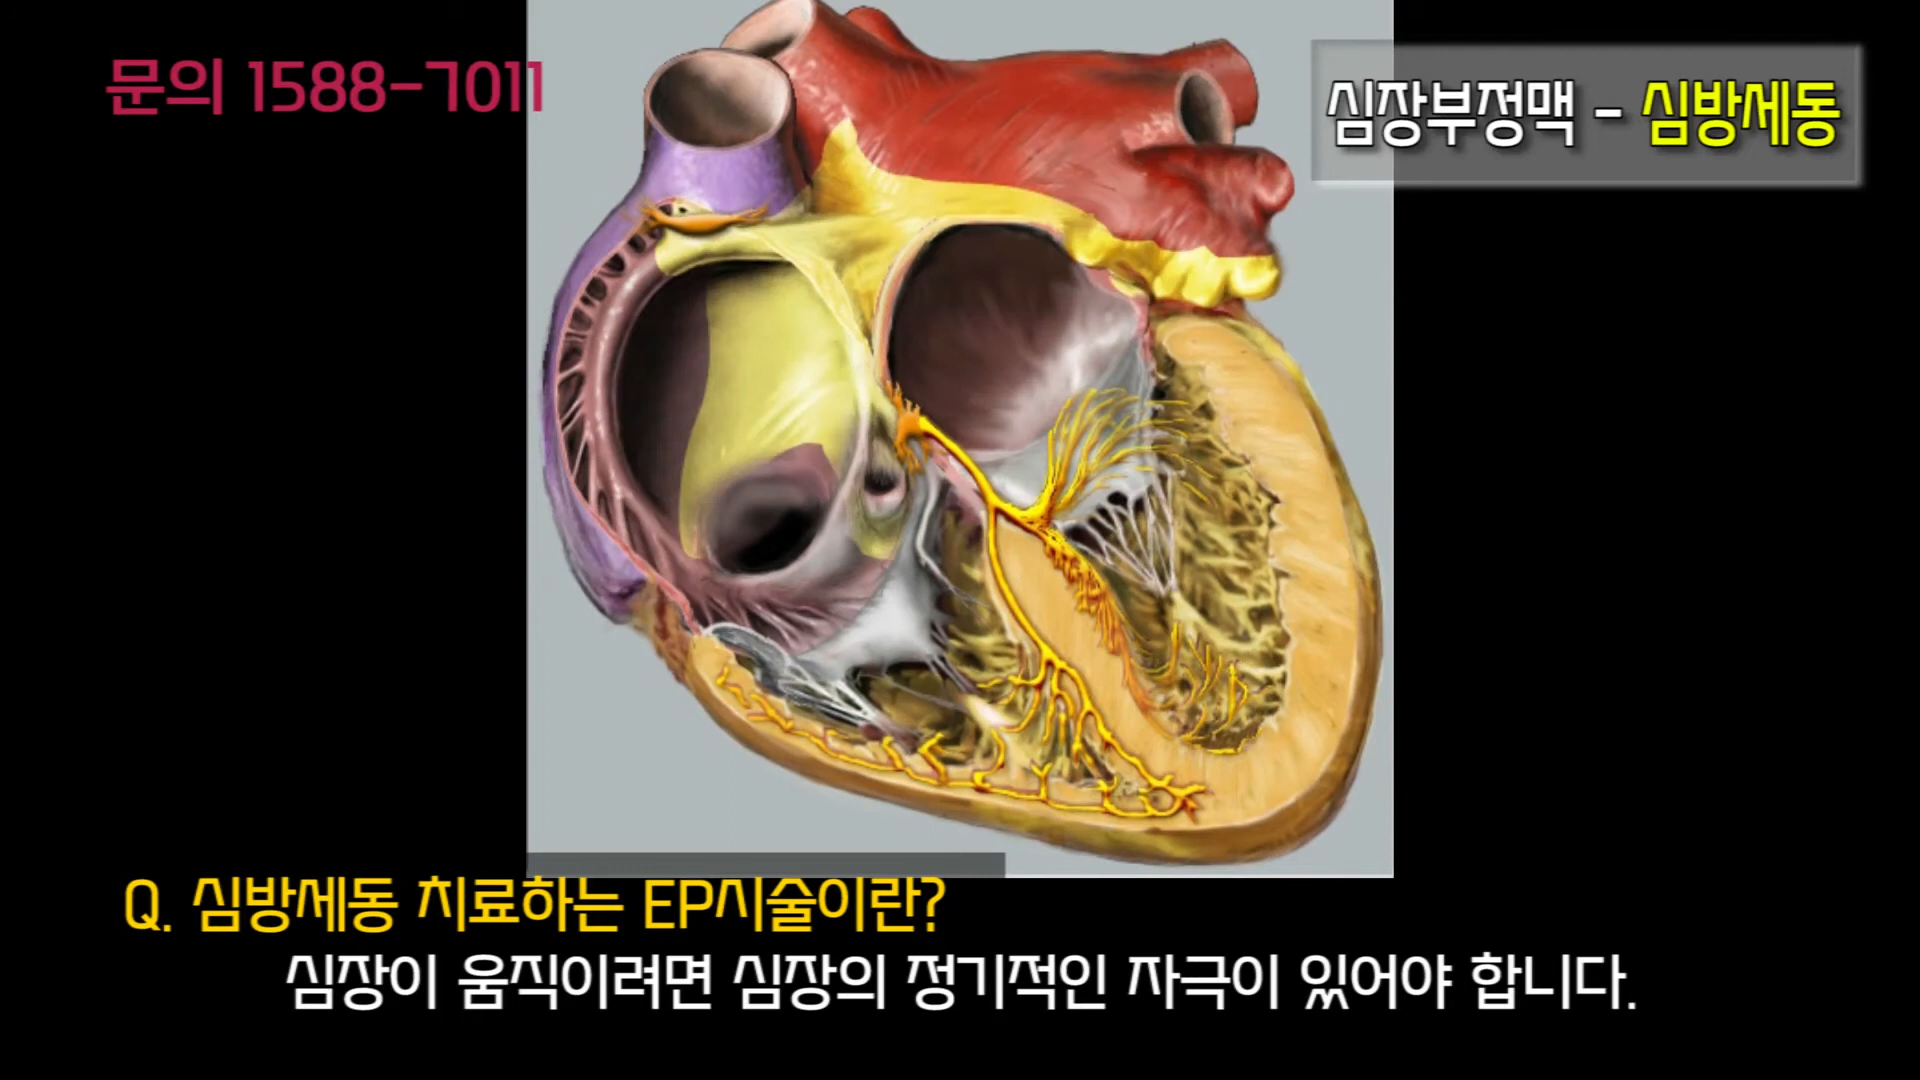 문의 1588-7011
심장부정맥 - 심방세동
Q. 심방세동 치료하는 EP시술이란?
심장이 움직이려면 심장의 정기적인 자극이 있어야 합니다.